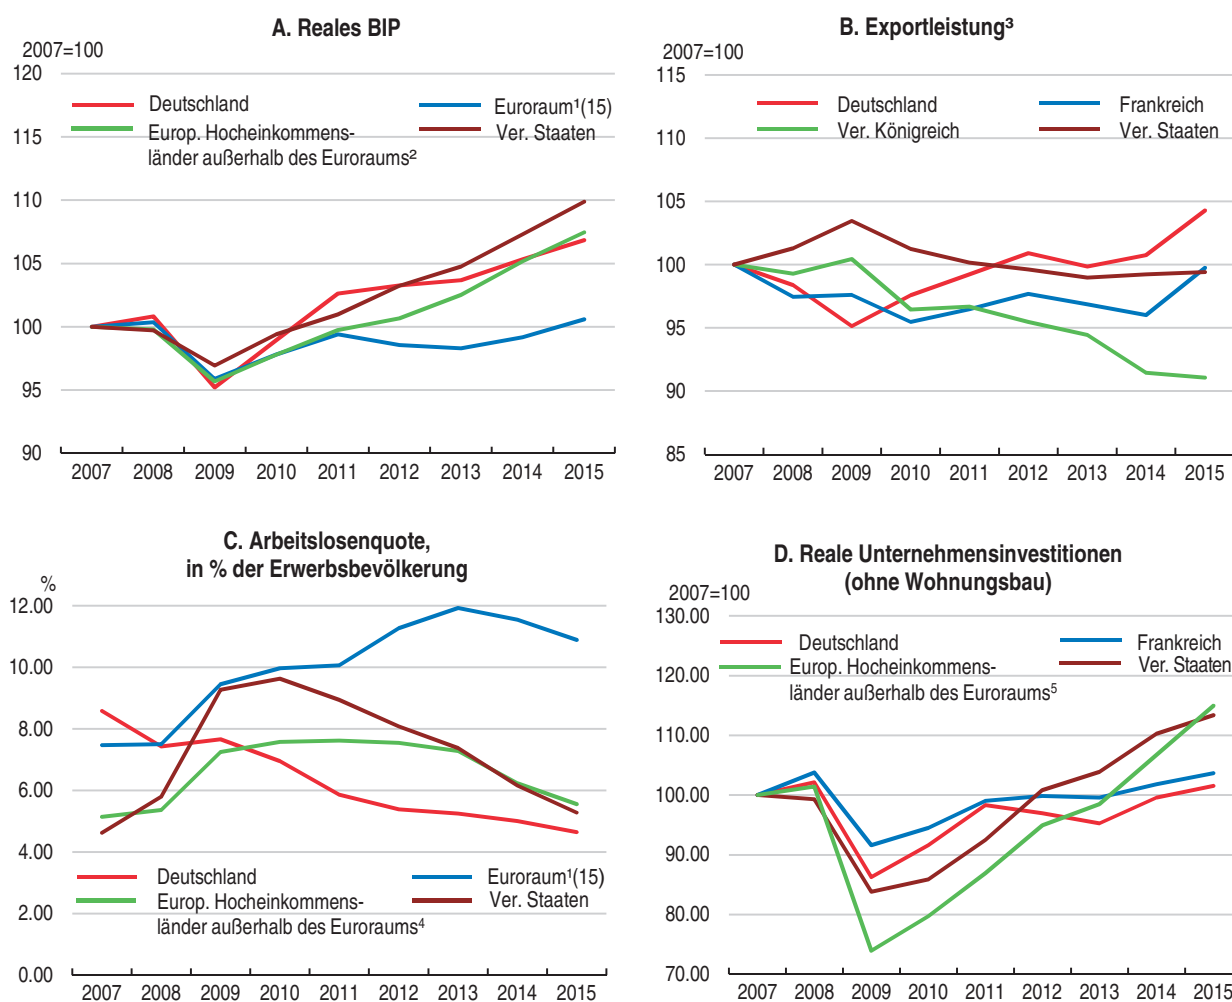 A. Reales BIP
2007=100
120
115
110
105
100
95
90
Deutschland
Euroraum¹(15)
Europ. Hocheinkommens-
länder außerhalb des Euroraums²
Ver. Staaten
2007 2008 2009 2010 2011 2012 2013 2014 2015
B. Exportleistung³
2007=100
115
110
105
100
95
90
85
Deutschland
Frankreich
Ver. Königreich
Ver. Staaten
2007 2008 2009 2010 2011 2012 2013 2014 2015
C. Arbeitslosenquote,
in % der Erwerbsbevölkerung
%
12.00
10.00
8.00
6.00
4.00
2.00
0.00
Deutschland
Euroraum¹(15)
Europ. Hocheinkommens-
länder außerhalb des Euroraums⁴
Ver. Staaten
2007 2008 2009 2010 2011 2012 2013 2014 2015
D. Reale Unternehmensinvestitionen
(ohne Wohnungsbau)
2007=100
130.00
120.00
110.00
100.00
90.00
80.00
70.00
Deutschland
Frankreich
Europ. Hocheinkommens-
länder außerhalb des Euroraums⁵
Ver. Staaten
2007 2008 2009 2010 2011 2012 2013 2014 2015